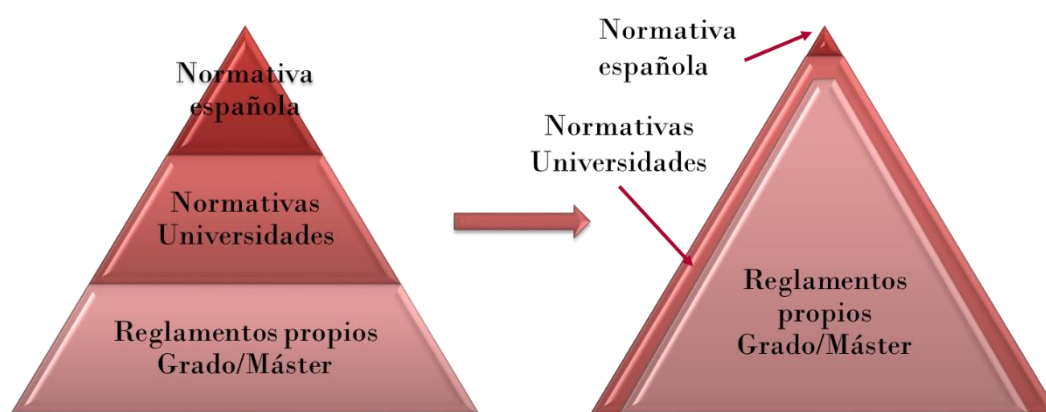 Normativa
española
Normativas
Universidades
Reglamentos propios
Grado/Máster
Normativa
española
Normativas
Universidades
Reglamentos
propios
Grado/Máster